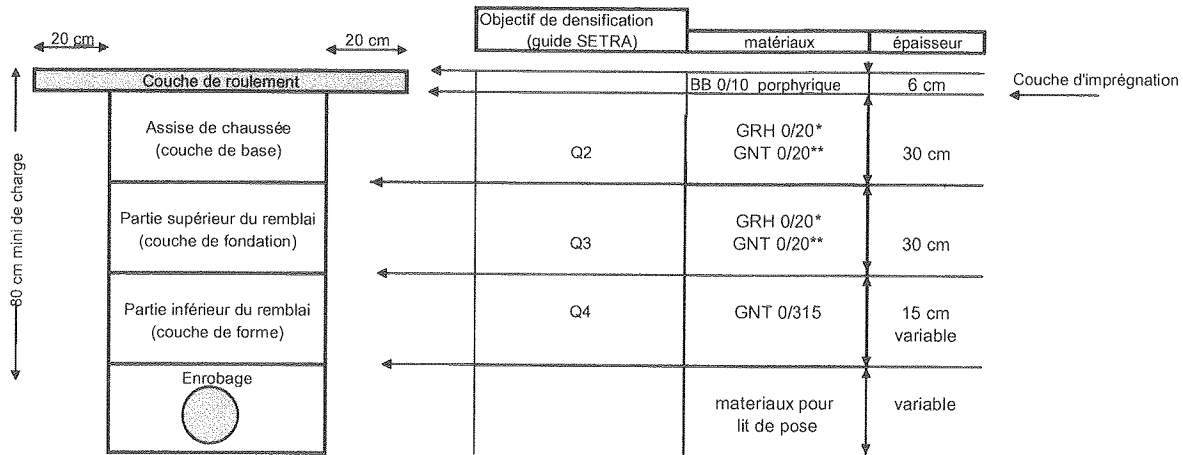 Objectif de densification
(guide SETRA)
matériaux
épaisseur
20 cm
20 cm
Couche de roulement
BB 0/10 porphyrique
6 cm
Couche d'imprégnation
Assise de chaussée
(couche de base)
Q2
GRH 0/20*
GNT 0/20**
30 cm
80 cm mini de charge
Partie supérieur du remblai
(couche de fondation)
Q3
GRH 0/20*
GNT 0/20**
30 cm
Partie inférieur du remblai
(couche de forme)
Q4
GNT 0/315
15 cm
variable
Enrobage
materiaux pour
lit de pose
variable